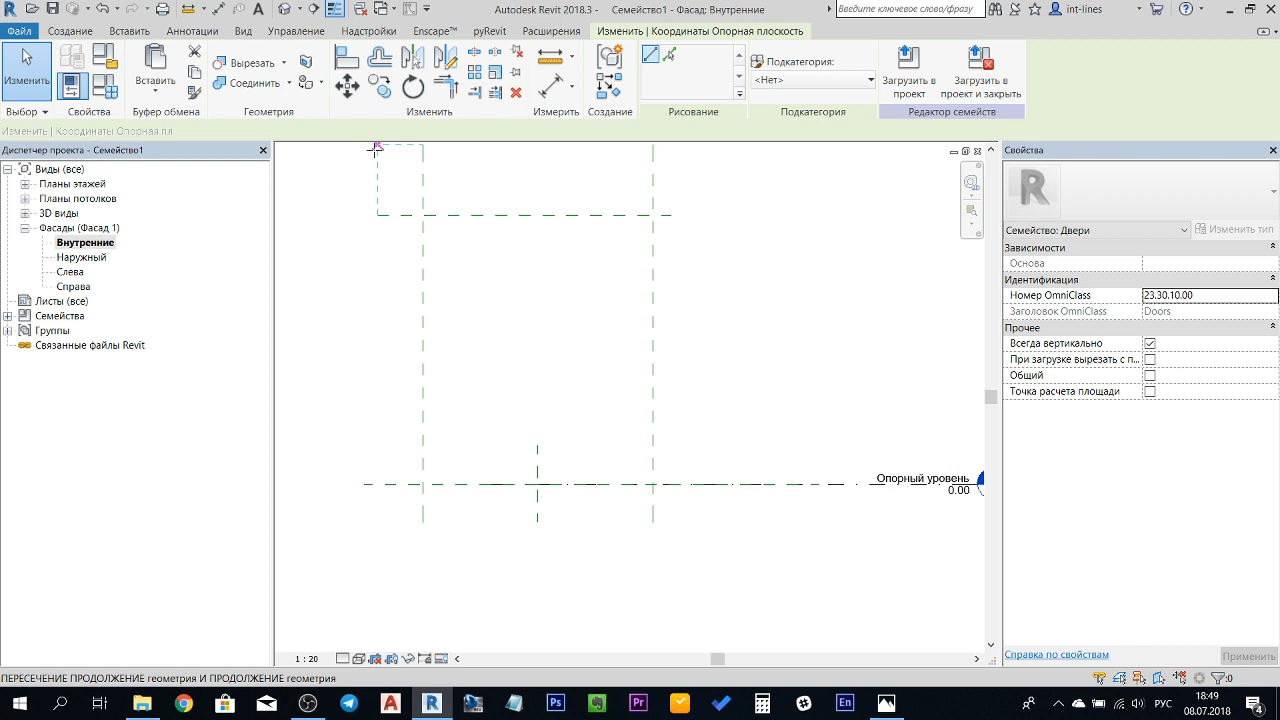 Autodesk Revit 2018.3 - Семейство1 - Фасад: Внутренние
Введите ключевое слово/фразу
int-lines
Файл Создание Вставить Аннотации Вид Управление Надстройки Enscape™ pyRevit Расширения Изменить | Координаты Опорная плоскость
Изменить
Вставить
Вырезать
Соединить
Подкатегория:
<Нет>
Загрузить в
проект
Загрузить в
проект и закрыть
Выбор Свойства Буфер обмена Геометрия Изменить Измерить Создание Рисование Подкатегория Редактор семейств
Изменить | Координаты Опорная пл
Диспетчер проекта - Семейство1
Виды (все)
Планы этажей
Планы потолков
3D виды
Фасады (Фасад 1)
Внутренние
Наружный
Слева
Справа
Листы (все)
Семейства
Группы
Связанные файлы Revit
Опорный уровень
0.00
Свойства
R
Семейство: Двери
Изменить тип
Зависимости
Основа
Идентификация
Номер OmniClass 23.30.10.00
Заголовок OmniClass Doors
Прочее
Всегда вертикально
При загрузке вырезать с п...
Общий
Точка расчета площади
Справка по свойствам
Применить
1 : 20
ПЕРЕСЕЧЕНИЕ ПРОДОЛЖЕНИЕ геометрия И ПРОДОЛЖЕНИЕ геометрия
:0
Ps
Pr
En
РУС
18:49
08.07.2018
4